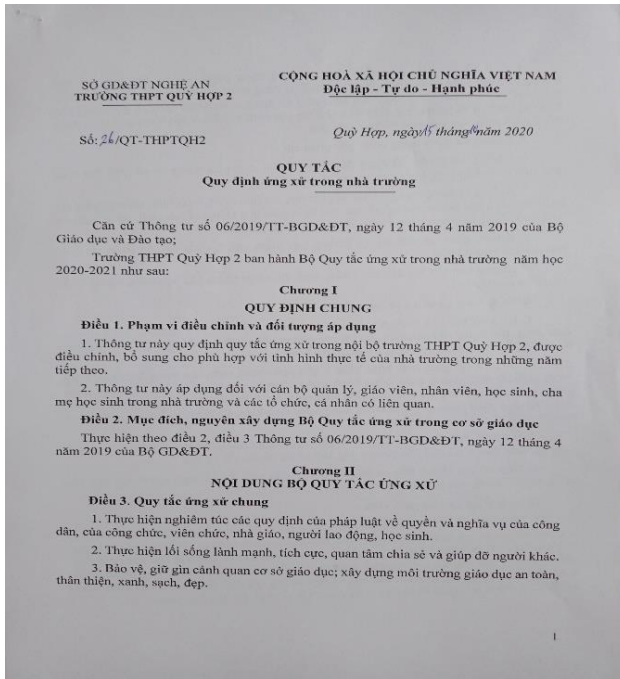 SỞ GD&ĐT NGHỆ AN
TRƯỜNG THPT QUỲ HỢP 2
CỘNG HOÀ XÃ HỘI CHỦ NGHĨA VIỆT NAM
Độc lập - Tự do - Hạnh phúc
Số: 26/QT-THPTQH2
Quỳ Hợp, ngày 15 tháng năm 2020
QUY TẮC
Quy định ứng xử trong nhà trường
Căn cứ Thông tư số 06/2019/TT-BGD&ĐT, ngày 12 tháng 4 năm 2019 của Bộ
Giáo dục và Đào tạo;
Trường THPT Quỳ Hợp 2 ban hành Bộ Quy tắc ứng xử trong nhà trường năm học
2020-2021 như sau:
Chương I
QUY ĐỊNH CHUNG
Điều 1. Phạm vi điều chỉnh và đối tượng áp dụng
1. Thông tư này quy định quy tắc ứng xử trong nội bộ trường THPT Quỳ Hợp 2, được
điều chỉnh, bổ sung cho phù hợp với tình hình thực tế của nhà trường trong những năm
tiếp theo.
2. Thông tư này áp dụng đối với cán bộ quản lý, giáo viên, nhân viên, học sinh, cha
mẹ học sinh trong nhà trường và các tổ chức, cá nhân có liên quan.
Điều 2. Mục đích, nguyên xây dựng Bộ Quy tắc ứng xử trong cơ sở giáo dục
Thực hiện theo điều 2, điều 3 Thông tư số 06/2019/TT-BGD&ĐT, ngày 12 tháng 4
năm 2019 của Bộ GD&ĐT.
Chương II
NỘI DUNG BỘ QUY TẮC ỨNG XỬ
Điều 3. Quy tắc ứng xử chung
1. Thực hiện nghiêm túc các quy định của pháp luật về quyền và nghĩa vụ của công
dân, của công chức, viên chức, nhà giáo, người lao động, học sinh.
2. Thực hiện lối sống lành mạnh, tích cực, quan tâm chia sẻ và giúp đỡ người khác.
3. Bảo vệ, giữ gìn cảnh quan cơ sở giáo dục; xây dựng môi trường giáo dục an toàn,
thân thiện, xanh, sạch, đẹp.
1